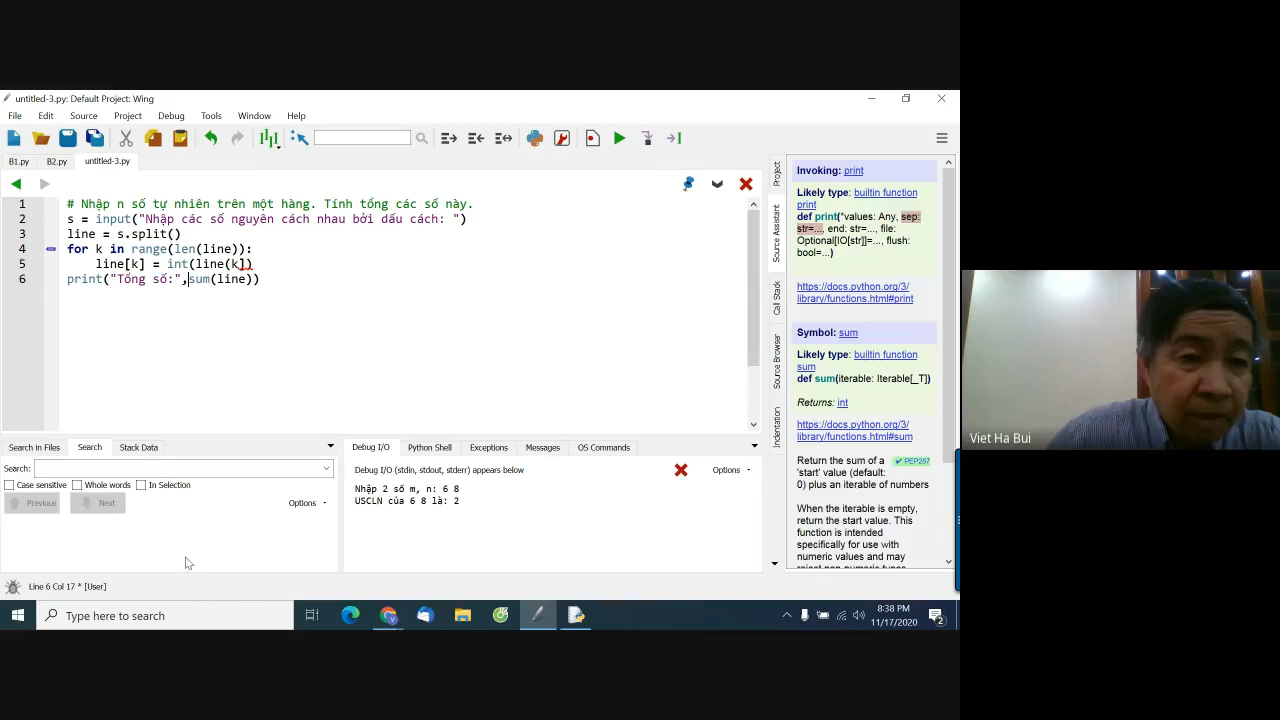 untitled-3.py: Default Project: Wing
File Edit Source Project Debug Tools Window Help
B1.py B2.py untitled-3.py
1 # Nhập n số tự nhiên trên một hàng. Tính tổng các số này.
2 s = input("Nhập các số nguyên cách nhau bởi dấu cách: ")
3 line = s.split()
4 for k in range(len(line)):
5 line[k] = int(line(k])
6 print("Tổng số:",sum(line))
Project
Source Assistant
Call Stack
Source Browser
Indentation
Invoking: print
Likely type: builtin function
print
def print(*values: Any, sep:
str=..., end: str=..., file:
Optional[IO[str]]=..., flush:
bool=...)
https://docs.python.org/3/
library/functions.html#print
Symbol: sum
Likely type: builtin function
sum
def sum(iterable: Iterable[_T])
Returns: int
https://docs.python.org/3/
library/functions.html#sum
Return the sum of a ✓ PEP287
'start' value (default:
0) plus an iterable of numbers
When the iterable is empty,
return the start value. This
function is intended
specifically for use with
numeric values and may
reject non-numeric types.
Search in Files Search Stack Data
Search:
Case sensitive Whole words In Selection
Previous Next Options
Debug I/O Python Shell Exceptions Messages OS Commands
Debug I/O (stdin, stdout, stderr) appears below Options
Nhập 2 số m, n: 6 8
USCLN của 6 8 là: 2
Line 6 Col 17 * [User]
Type here to search
8:38 PM
11/17/2020
2
Viet Ha Bui